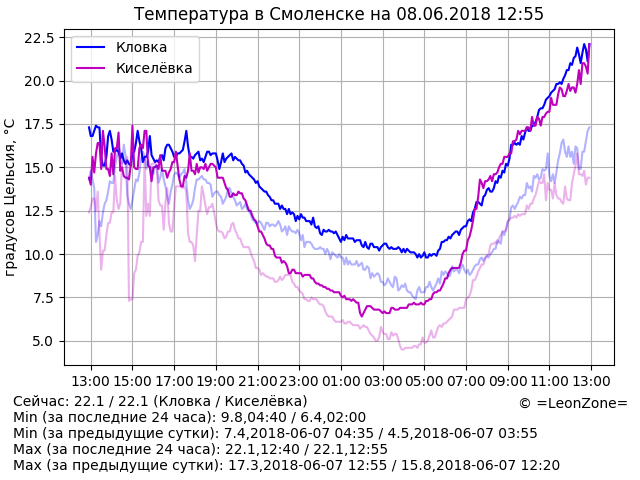 Температура в Смоленске на 08.06.2018 12:55
градусов Цельсия, °C
22.5
20.0
17.5
15.0
12.5
10.0
7.5
5.0
Кловка
Киселёвка
13:00 15:00 17:00 19:00 21:00 23:00 01:00 03:00 05:00 07:00 09:00 11:00 13:00
Сейчас: 22.1 / 22.1 (Кловка / Киселёвка)
© =LeonZone=
Min (за последние 24 часа): 9.8,04:40 / 6.4,02:00
Min (за предыдущие сутки): 7.4,2018-06-07 04:35 / 4.5,2018-06-07 03:55
Max (за последние 24 часа): 22.1,12:40 / 22.1,12:55
Max (за предыдущие сутки): 17.3,2018-06-07 12:55 / 15.8,2018-06-07 12:20